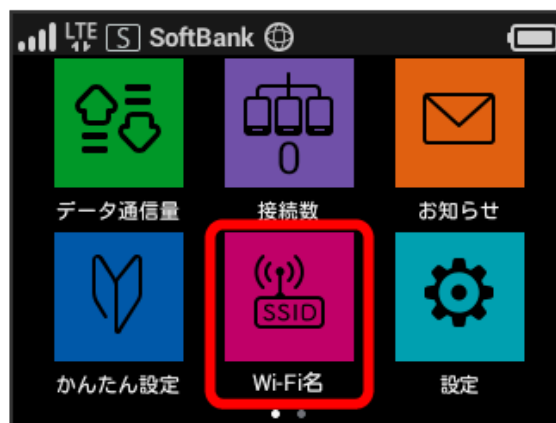 LTE S SoftBank
0
データ通信量 接続数 お知らせ
SSID
かんたん設定 Wi-Fi名 設定